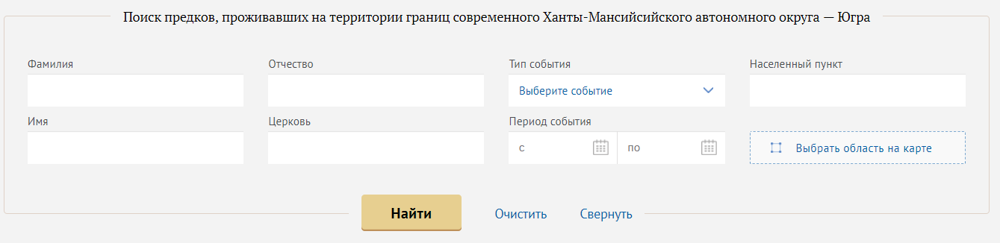 Поиск предков, проживавших на территории границ современного Ханты-Мансийсийского автономного округа — Югра
Фамилия
Отчество
Тип события
Населенный пункт
Выберите событие
Имя
Церковь
Период события
с
по
Выбрать область на карте
Найти
Очистить
Свернуть